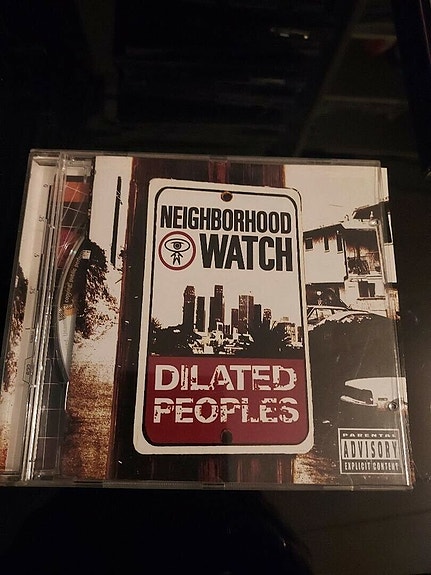 NEIGHBORHOOD
WATCH
DILATED
PEOPLES
PARENTAL
ADVISORY
EXPLICIT CONTENT